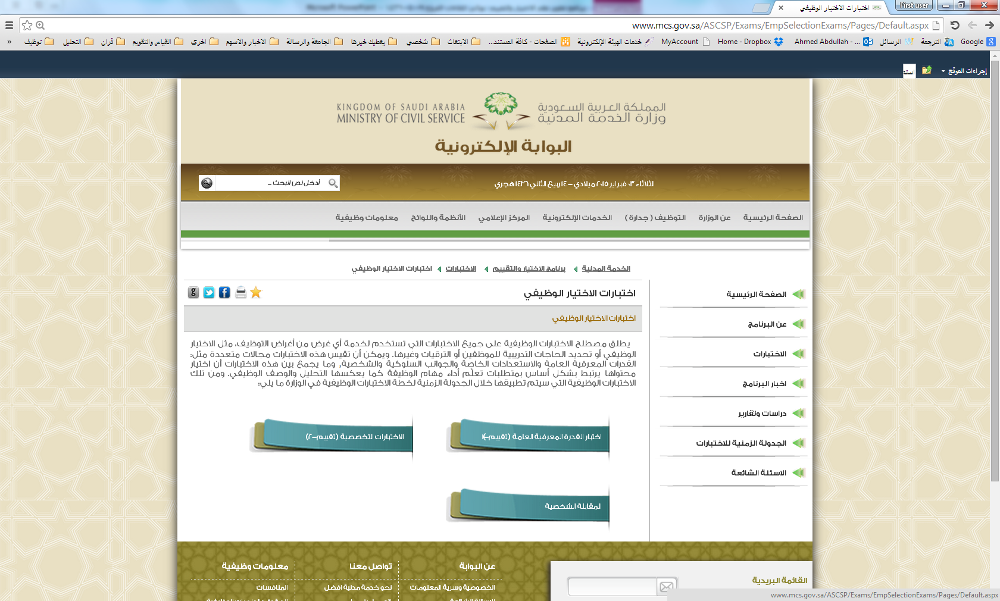 اختبارات الاختيار الوظيفي
First user
www.mcs.gov.sa/ASCSP/Exams/EmpSelectionExams/Pages/Default.aspx
Google الترجمة الرسائل Ahmed Abdullah - ... Home - Dropbox MyAccount خدمات الهيئة الإلكترونية الصفحات - كافة المستند... الابتعاث شخصي يعطيك خيرها الجامعة والرسالة الاخبار والاسهم اخرى القياس والتقويم قران التحليل توظيف »
إجراءات الموقع
استع
المملكة العربية السعودية
وزارة الخدمة المدنية
KINGDOM OF SAUDI ARABIA
MINISTRY OF CIVIL SERVICE
البوابة الإلكترونية
الثلاثاء ٠٣ فبراير ٢٠١٥ ميلادي – ١٤ ربيع الثاني ١٤٣٦ هجري
أدخل نص البحث ...
الصفحة الرئيسية عن الوزارة التوظيف ( جدارة ) الخدمات الإلكترونية المركز الإعلامي الأنظمة واللوائح معلومات وظيفية
الخدمة المدنية برنامج الاختيار والتقييم الاختبارات اختبارات الاختيار الوظيفي
الصفحة الرئيسية
عن البرنامج
الاختبارات
اخبار البرنامج
دراسات وتقارير
الجدولة الزمنية للاختبارات
الاسئلة الشائعة
اختبارات الاختيار الوظيفي
اختبارات الاختيار الوظيفي
يطلق مصطلح الاختبارات الوظيفية على جميع الاختبارات التي تستخدم لخدمة أي غرض من أغراض التوظيف، مثل الاختيار
الوظيفي أو تحديد الحاجات التدريبية للموظفين أو الترقيات وغيرها. ويمكن أن تقيس هذه الاختبارات مجالات متعددة مثل:
القدرات المعرفية العامة والاستعدادات الخاصة والجوانب السلوكية والشخصية, وما يجمع بين هذه الاختبارات أن اختيار
محتواها يرتبط بشكل أساس بمتطلبات تعلُّم أداء مهام الوظيفة كما يعكسها التحليل والوصف الوظيفي. ومن تلك
الاختبارات الوظيفية التي سيتم تطبيقها خلال الجدولة الزمنية لخطة الاختبارات الوظيفية في الوزارة ما يلي:
اختبار القدرة المعرفية العامة (تقييم-١)
الاختبارات التخصصية (تقييم-٢)
المقابلة الشخصية
القائمة البريدية
عن البوابة
الخصوصية وسرية المعلومات
تواصل معنا
نحو خدمة مدنية افضل
معلومات وظيفية
المنافسات
www.mcs.gov.sa/ASCSP/Exams/EmpSelectionExams/Pages/Default.aspx